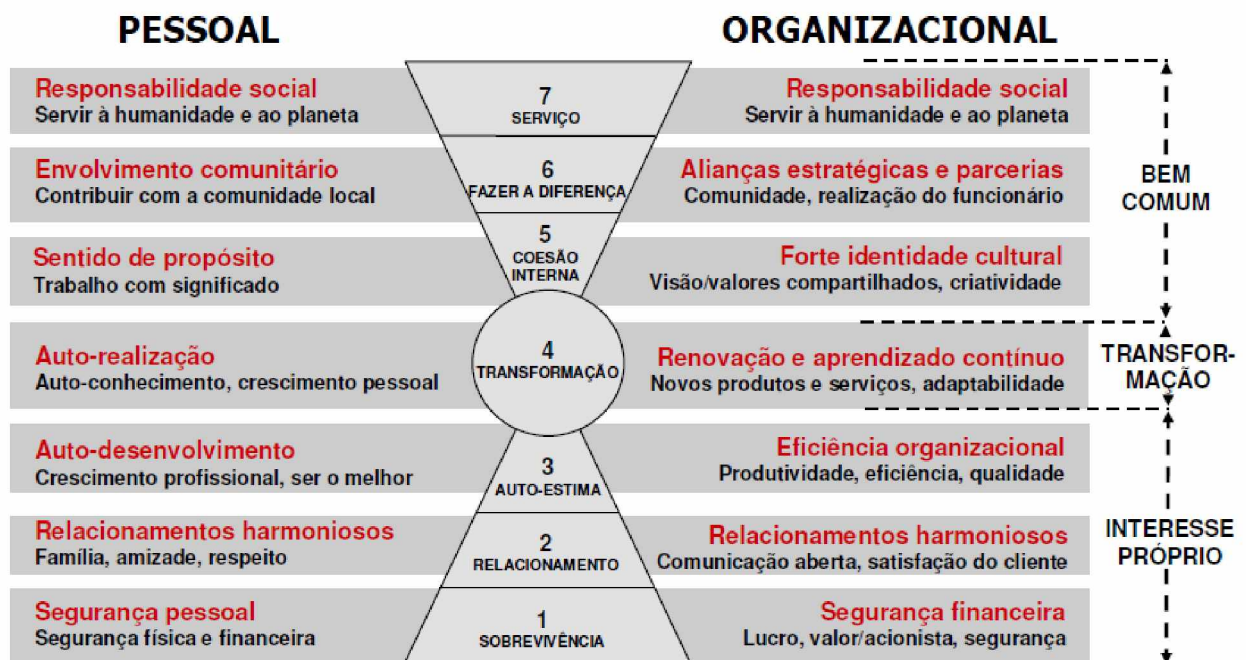 PESSOAL
ORGANIZACIONAL
Responsabilidade social
Servir à humanidade e ao planeta
7
SERVIÇO
Responsabilidade social
Servir à humanidade e ao planeta
Envolvimento comunitário
Contribuir com a comunidade local
6
FAZER A DIFERENÇA
Alianças estratégicas e parcerias
Comunidade, realização do funcionário
BEM
COMUM
Sentido de propósito
Trabalho com significado
5
COESÃO
INTERNA
Forte identidade cultural
Visão/valores compartilhados, criatividade
Auto-realização
Auto-conhecimento, crescimento pessoal
4
TRANSFORMAÇÃO
Renovação e aprendizado contínuo
Novos produtos e serviços, adaptabilidade
TRANSFOR-
MAÇÃO
Auto-desenvolvimento
Crescimento profissional, ser o melhor
3
AUTO-ESTIMA
Eficiência organizacional
Produtividade, eficiência, qualidade
Relacionamentos harmoniosos
Família, amizade, respeito
2
RELACIONAMENTO
Relacionamentos harmoniosos
Comunicação aberta, satisfação do cliente
INTERESSE
PRÓPRIO
Segurança pessoal
Segurança física e financeira
1
SOBREVIVÊNCIA
Segurança financeira
Lucro, valor/acionista, segurança